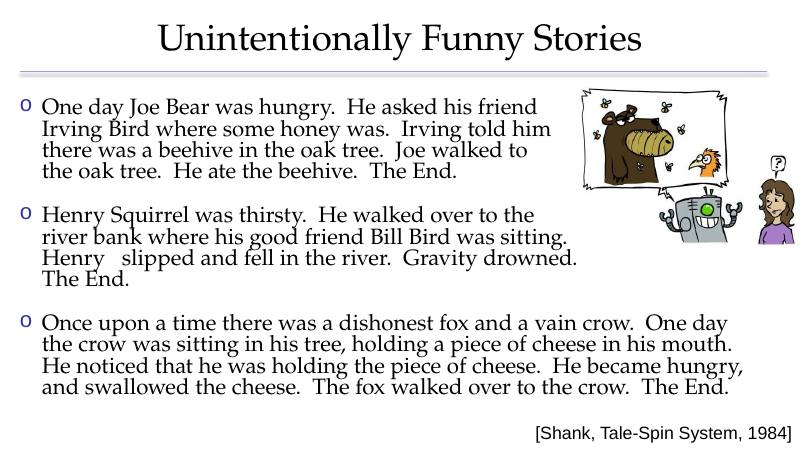 Unintentionally Funny Stories
o One day Joe Bear was hungry. He asked his friend
Irving Bird where some honey was. Irving told him
there was a beehive in the oak tree. Joe walked to
the oak tree. He ate the beehive. The End.
?
o Henry Squirrel was thirsty. He walked over to the
river bank where his good friend Bill Bird was sitting.
Henry slipped and fell in the river. Gravity drowned.
The End.
o Once upon a time there was a dishonest fox and a vain crow. One day
the crow was sitting in his tree, holding a piece of cheese in his mouth.
He noticed that he was holding the piece of cheese. He became hungry,
and swallowed the cheese. The fox walked over to the crow. The End.
[Shank, Tale-Spin System, 1984]